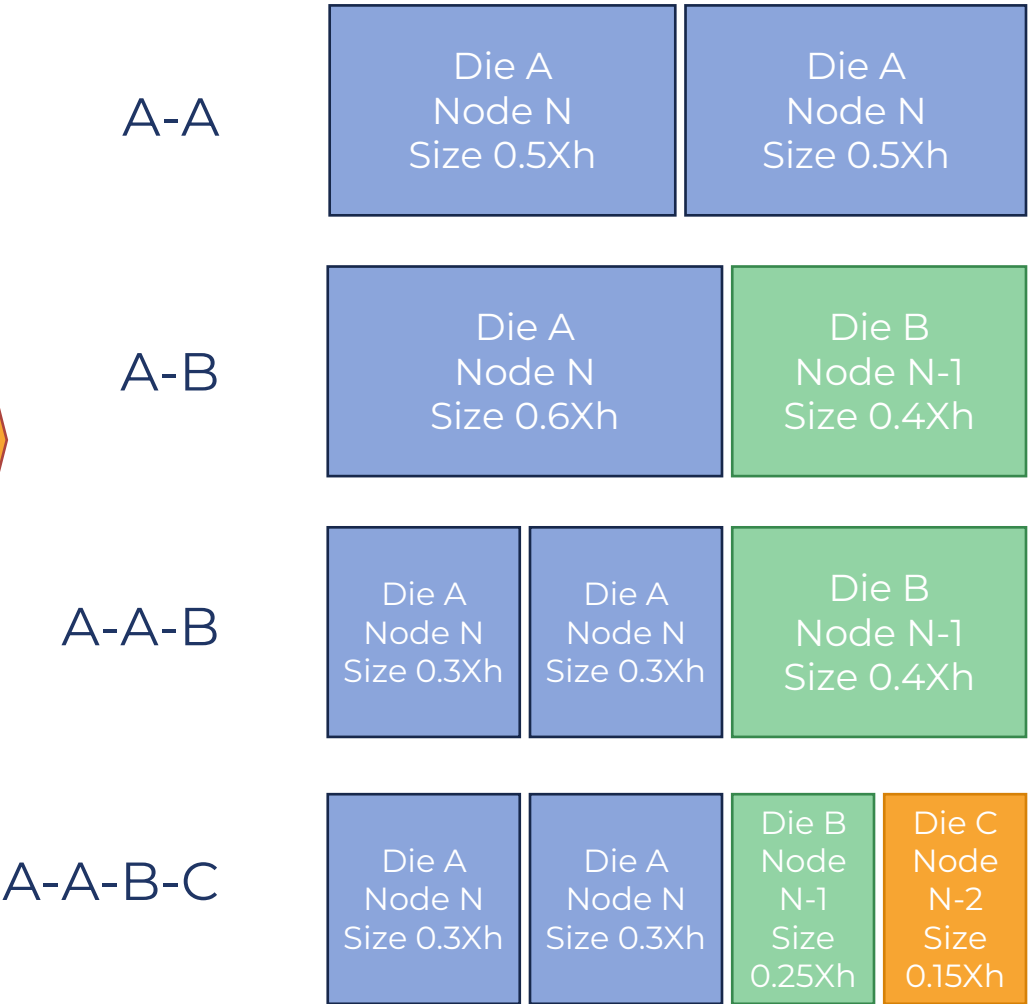 A-A
Die A
Node N
Size 0.5Xh
Die A
Node N
Size 0.5Xh
A-B
Die A
Node N
Size 0.6Xh
Die B
Node N-1
Size 0.4Xh
A-A-B
Die A
Node N
Size 0.3Xh
Die A
Node N
Size 0.3Xh
Die B
Node N-1
Size 0.4Xh
A-A-B-C
Die A
Node N
Size 0.3Xh
Die A
Node N
Size 0.3Xh
Die B
Node
N-1
Size
0.25Xh
Die C
Node
N-2
Size
0.15Xh